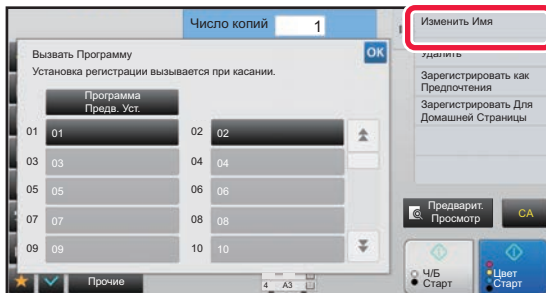 Число копий 1
Изменить Имя
Вызвать Программу
OK
Удалить
Установка регистрации вызывается при касании.
Зарегистрировать как
Предпочтения
Программа
Предв. Уст.
Зарегистрировать Для
Домашней Страницы
01 01 02 02
03 03 04 04
05 05 06 06
07 07 08 08
09 09 10 10
Предварит.
Просмотр
CA
Прочие
4 A3
Ч/Б
Старт
Цвет
Старт